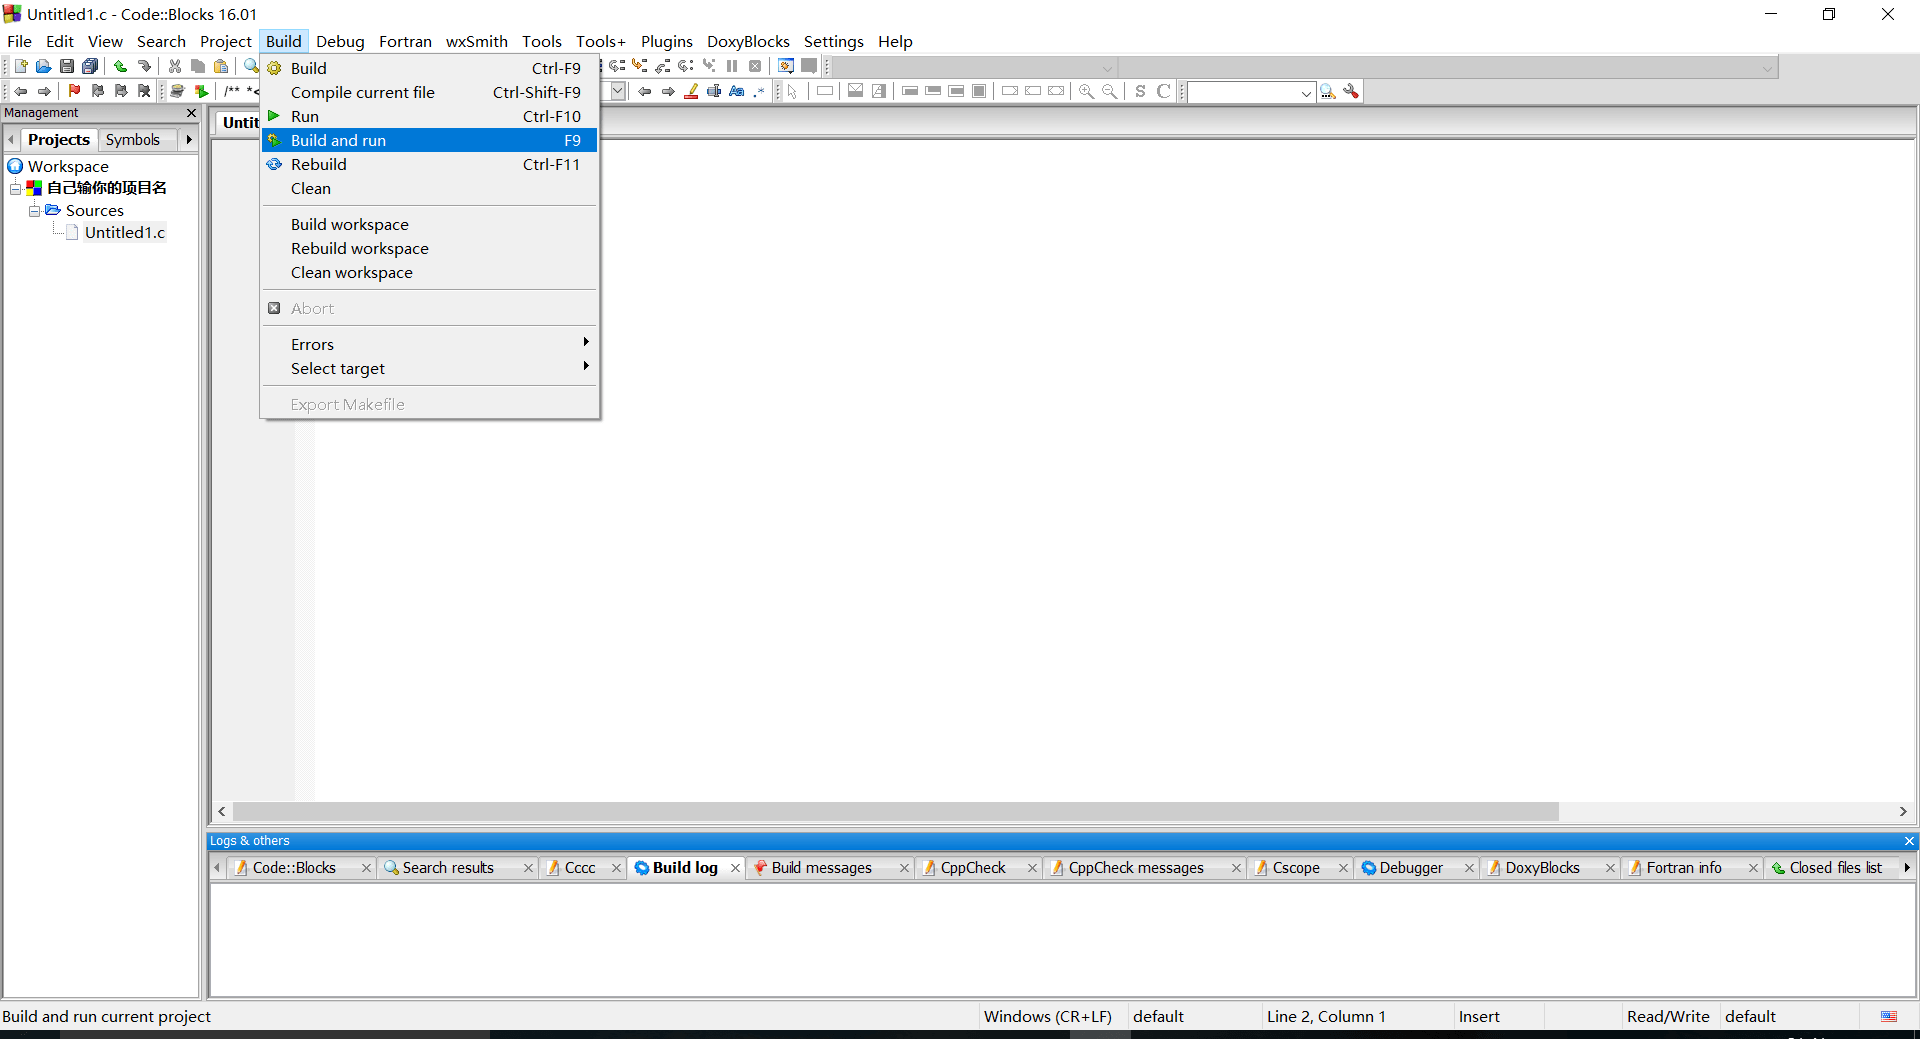 Untitled1.c - Code::Blocks 16.01
File Edit View Search Project Build Debug Fortran wxSmith Tools Tools+ Plugins DoxyBlocks Settings Help
Build Ctrl-F9
Compile current file Ctrl-Shift-F9
Run Ctrl-F10
Build and run F9
Rebuild Ctrl-F11
Clean
Build workspace
Rebuild workspace
Clean workspace
Abort
Errors
Select target
Export Makefile
/** *<
Aa .*
S C
Management
Projects Symbols
Workspace
自己输你的项目名
Sources
Untitled1.c
Untit
Logs & others
Code::Blocks Search results Cccc Build log Build messages CppCheck CppCheck messages Cscope Debugger DoxyBlocks Fortran info Closed files list
Build and run current project Windows (CR+LF) default Line 2, Column 1 Insert Read/Write default